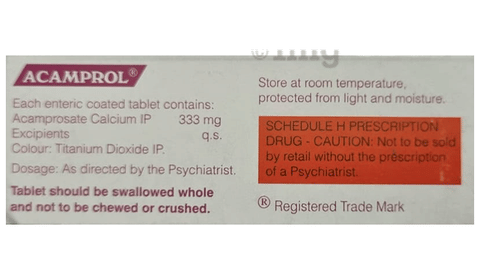 ACAMPROL®
Each enteric coated tablet contains:
Acamprosate Calcium IP 333 mg
Excipients q.s.
Colour: Titanium Dioxide IP.
Dosage: As directed by the Psychiatrist.
Tablet should be swallowed whole
and not to be chewed or crushed.
Store at room temperature,
protected from light and moisture.
SCHEDULE H PRESCRIPTION
DRUG - CAUTION: Not to be sold
by retail without the prescription
of a Psychiatrist.
® Registered Trade Mark